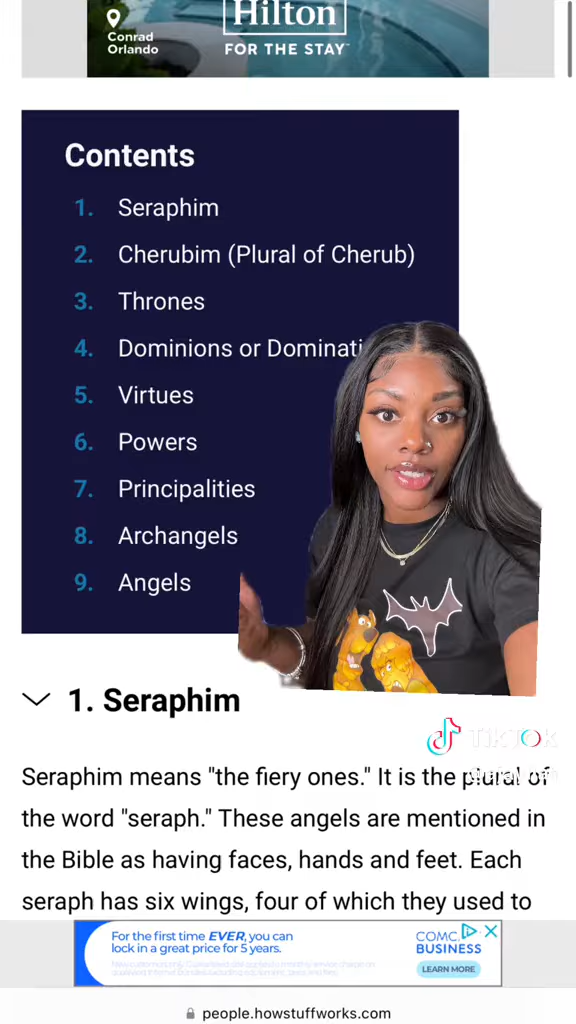 Conrad
Orlando
Hilton
FOR THE STAY
Contents
1. Seraphim
2. Cherubim (Plural of Cherub)
3. Thrones
4. Dominions or Dominati
5. Virtues
6. Powers
7. Principalities
8. Archangels
9. Angels
1. Seraphim
TikTok
Seraphim means "the fiery ones." It is the plural of
the word "seraph." These angels are mentioned in
the Bible as having faces, hands and feet. Each
seraph has six wings, four of which they used to
For the first time EVER, you can
lock in a great price for 5 years.
COMC
BUSINESS
LEARN MORE
people.howstuffworks.com